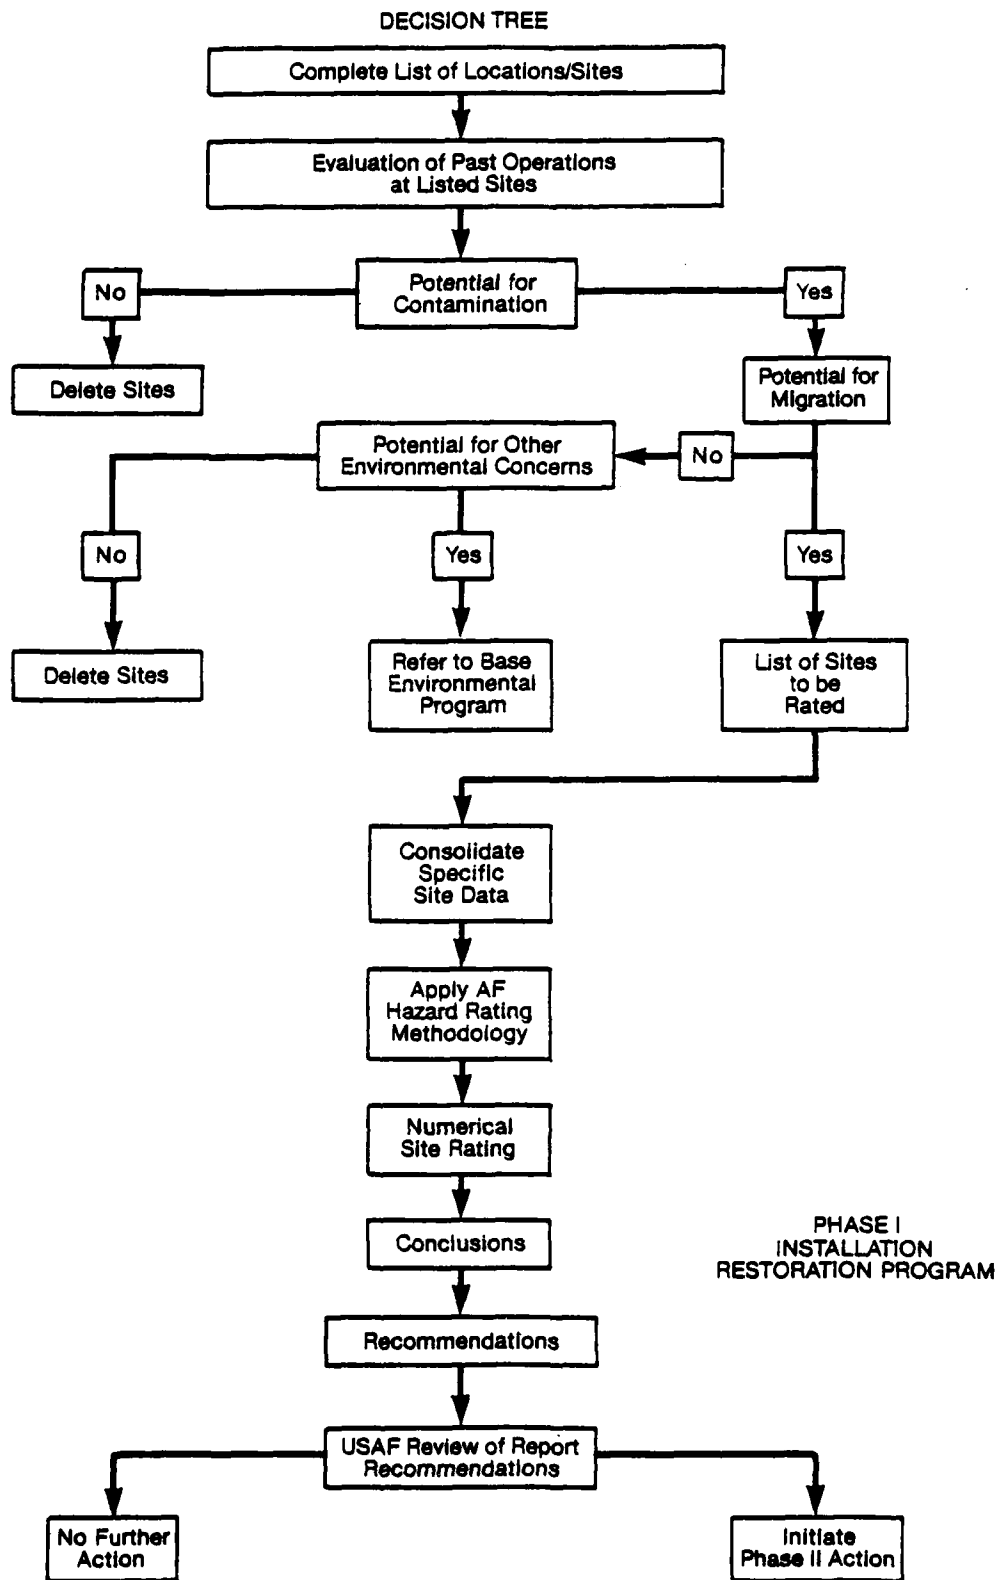 DECISION TREE
Complete List of Locations/Sites
Evaluation of Past Operations
at Listed Sites
No
Potential for
Contamination
Yes
Delete Sites
Potential for
Migration
Potential for Other
Environmental Concerns
No
No
Yes
Yes
Delete Sites
Refer to Base
Environmental
Program
List of Sites
to be
Rated
Consolidate
Specific
Site Data
Apply AF
Hazard Rating
Methodology
Numerical
Site Rating
Conclusions
PHASE I
INSTALLATION
RESTORATION PROGRAM
Recommendations
USAF Review of Report
Recommendations
No Further
Action
Initiate
Phase II Action